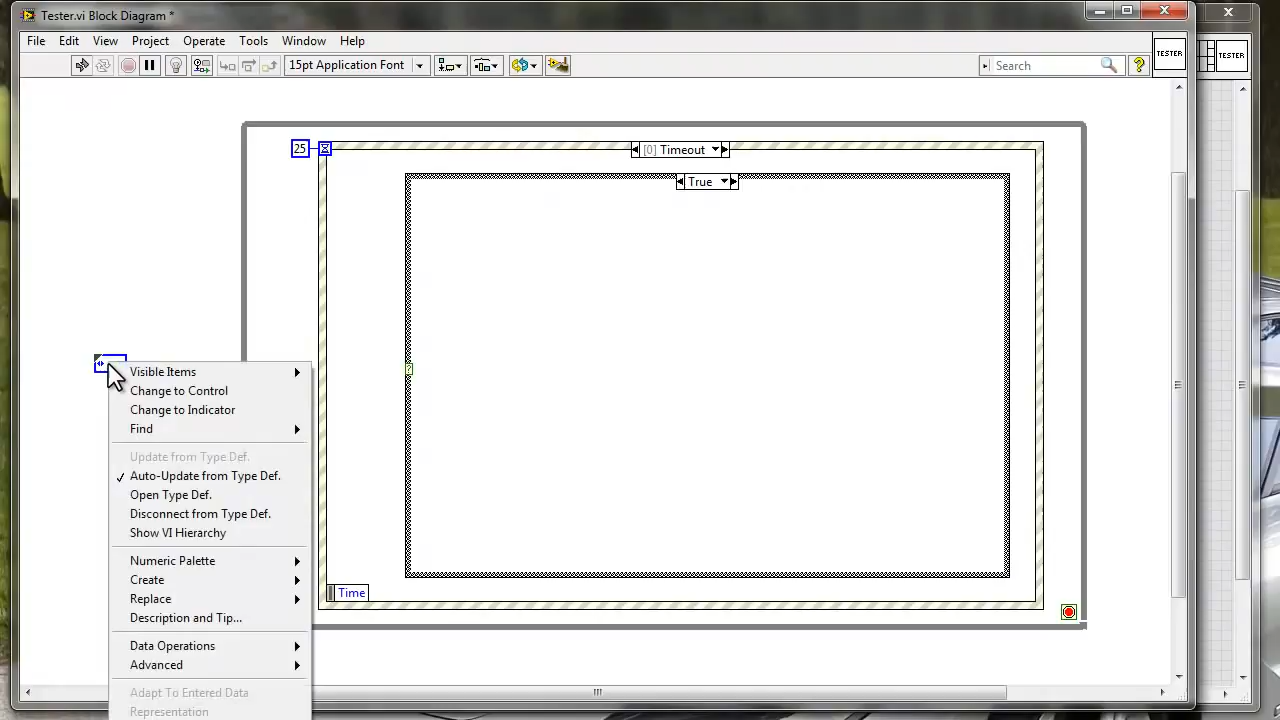 Tester.vi Block Diagram *
File Edit View Project Operate Tools Window Help
15pt Application Font
Search
?
TESTER
TESTER
25
[0] Timeout
True
?
Time
Visible Items
Change to Control
Change to Indicator
Find
Update from Type Def.
Auto-Update from Type Def.
Open Type Def.
Disconnect from Type Def.
Show VI Hierarchy
Numeric Palette
Create
Replace
Description and Tip...
Data Operations
Advanced
Adapt To Entered Data
Representation